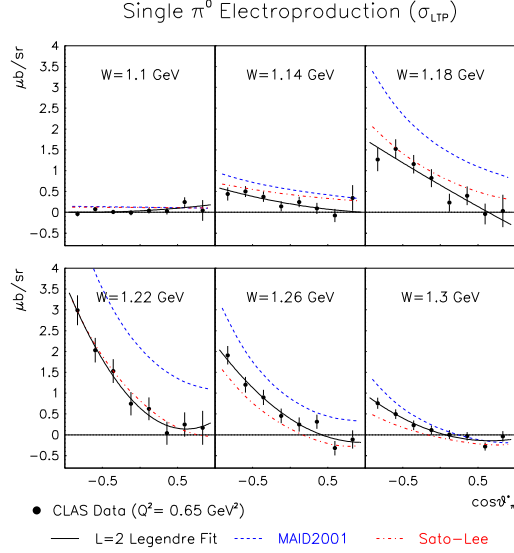 Single π⁰ Electroproduction (σLTP)
μb/sr
4
3.5
3
2.5
2
1.5
1
0.5
0
-0.5
W=1.1 GeV
W=1.14 GeV
W=1.18 GeV
μb/sr
4
3.5
3
2.5
2
1.5
1
0.5
0
-0.5
W=1.22 GeV
W=1.26 GeV
W=1.3 GeV
-0.5 0.5 -0.5 0.5 -0.5 0.5
cosϑ*π
● CLAS Data (Q²= 0.65 GeV²)
L=2 Legendre Fit MAID2001 Sato-Lee